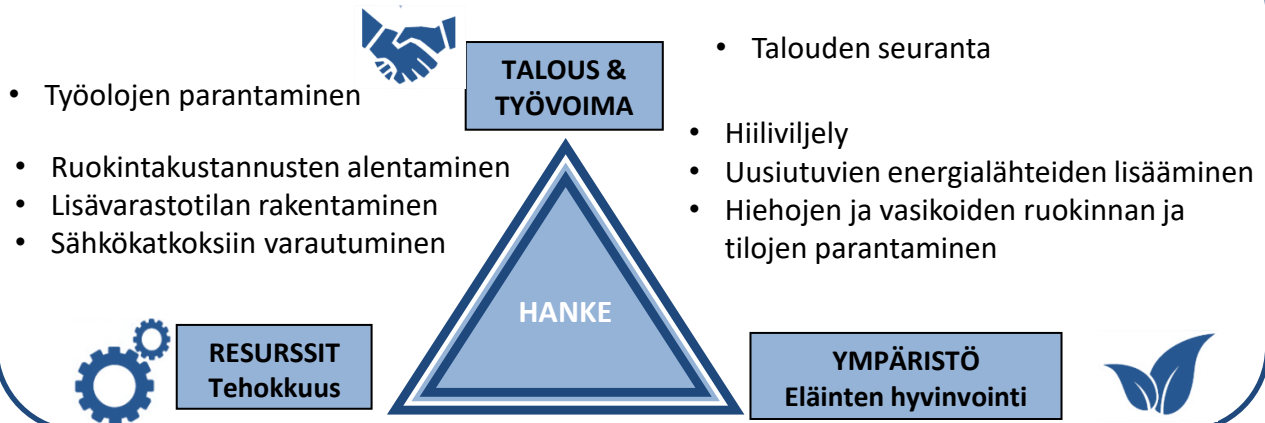 TALOUS &
TYÖVOIMA
• Työolojen parantaminen
• Ruokintakustannusten alentaminen
• Lisävarastotilan rakentaminen
• Sähkökatkoksiin varautuminen
• Talouden seuranta
• Hiiliviljely
• Uusiutuvien energialähteiden lisääminen
• Hiehojen ja vasikoiden ruokinnan ja
tilojen parantaminen
HANKE
RESURSSIT
Tehokkuus
YMPÄRISTÖ
Eläinten hyvinvointi